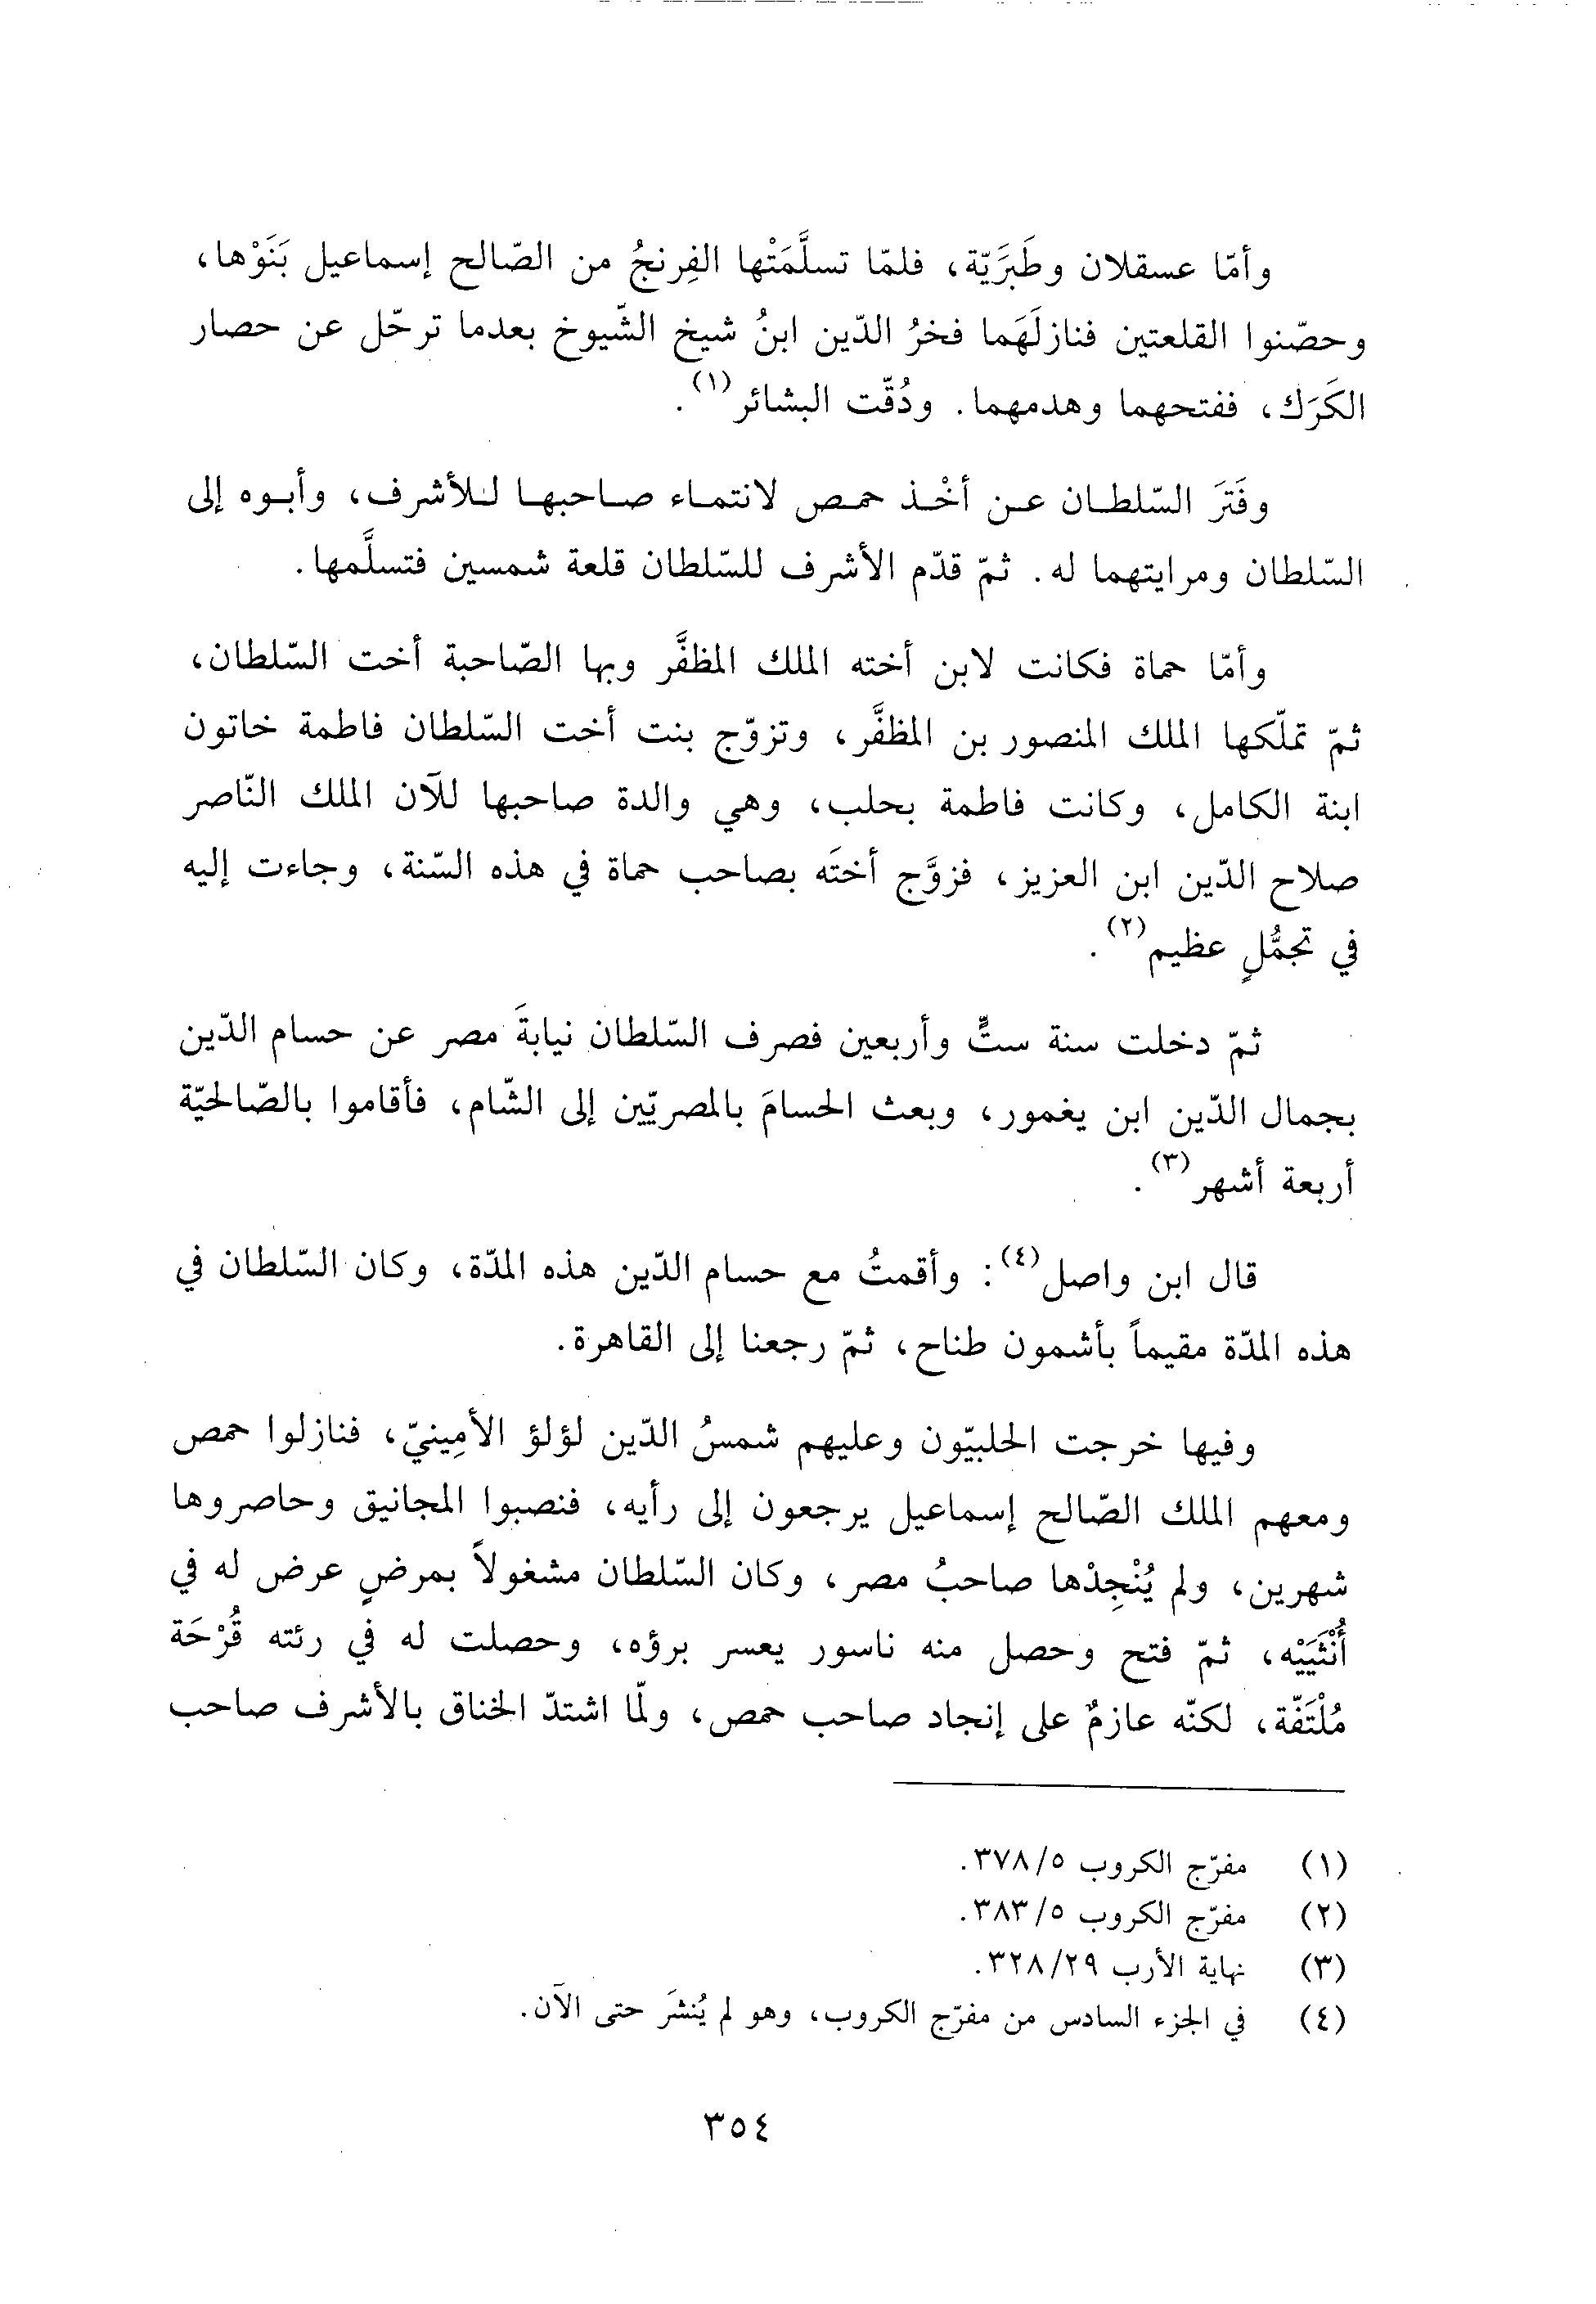 وأمّا عسقلان وطَبَريّة، فلمّا تسلَّمَتْها الفِرنجُ من الصّالح إسماعيل بَنَوْها،
وحصّنوا القلعتين فنازلَهَما فخرُ الدّين ابنُ شيخ الشّيوخ بعدما ترحّل عن حصار
الكَرَك، ففتحهما وهدمهما. ودُقّت البشائر(١).
وفَتَرَ السّلطان عن أخْذ حمص لانتماء صاحبها للأشرف، وأبوه إلى
السّلطان ومرايتهما له. ثمّ قدّم الأشرف للسّلطان قلعة شمسين فتسلَّمها.
وأمّا حماة فكانت لابن أخته الملك المظفَّر وبها الصّاحبة أخت السّلطان،
ثمّ تملّكها الملك المنصور بن المظفَّر، وتزوّج بنت أخت السّلطان فاطمة خاتون
ابنة الكامل، وكانت فاطمة بحلب، وهي والدة صاحبها للآن الملك النّاصر
صلاح الدّين ابن العزيز، فزوَّج أختَه بصاحب حماة في هذه السّنة، وجاءت إليه
في تجمُّلٍ عظيم(٢).
ثمّ دخلت سنة ستٍّ وأربعين فصرف السّلطان نيابةَ مصر عن حسام الدّين
بجمال الدّين ابن يغمور، وبعث الحسامَ بالمصريّين إلى الشّام، فأقاموا بالصّالحيّة
أربعة أشهر(٣).
قال ابن واصل(٤): وأقمتُ مع حسام الدّين هذه المدّة، وكان السّلطان في
هذه المدّة مقيماً بأشمون طناح، ثمّ رجعنا إلى القاهرة.
وفيها خرجت الحلبيّون وعليهم شمسُ الدّين لؤلؤ الأمِينيّ، فنازلوا حمص
ومعهم الملك الصّالح إسماعيل يرجعون إلى رأيه، فنصبوا المجانيق وحاصروها
شهرين، ولم يُنْجِدْها صاحبُ مصر، وكان السّلطان مشغولاً بمرضٍ عرض له في
أُنْثَيَيْه، ثمّ فتح وحصل منه ناسور يعسر برؤه، وحصلت له في رئته قُرْحَة
مُلْتَفّة، لكنّه عازمٌ على إنجاد صاحب حمص، ولمّا اشتدّ الخناق بالأشرف صاحب
(١) مفرّج الكروب ٣٧٨/٥.
(٢) مفرّج الكروب ٣٨٣/٥.
(٣) نهاية الأرب ٣٢٨/٢٩.
(٤) في الجزء السادس من مفرّج الكروب، وهو لم يُنشَر حتى الآن.
٣٥٤